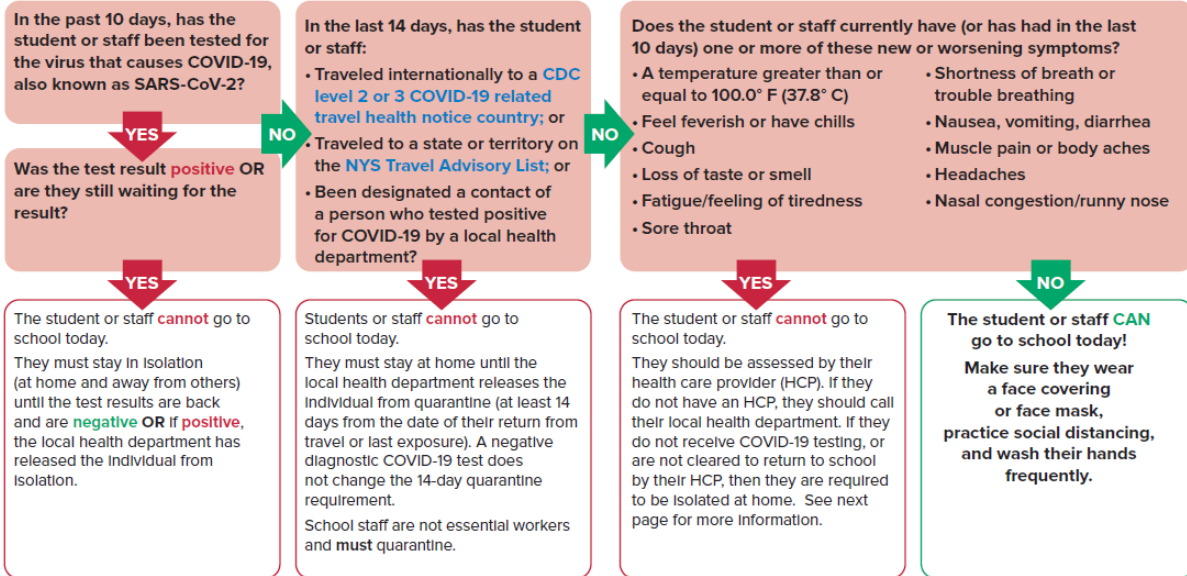 In the past 10 days, has the
student or staff been tested for
the virus that causes COVID-19,
also known as SARS-CoV-2?
YES
Was the test result positive OR
are they still waiting for the
result?
YES
The student or staff cannot go to
school today.
They must stay in isolation
(at home and away from others)
until the test results are back
and are negative OR if positive,
the local health department has
released the individual from
isolation.
NO
In the last 14 days, has the student
or staff:
• Traveled internationally to a CDC
level 2 or 3 COVID-19 related
travel health notice country; or
• Traveled to a state or territory on
the NYS Travel Advisory List; or
• Been designated a contact of
a person who tested positive
for COVID-19 by a local health
department?
YES
Students or staff cannot go to
school today.
They must stay at home until the
local health department releases the
individual from quarantine (at least 14
days from the date of their return from
travel or last exposure). A negative
diagnostic COVID-19 test does
not change the 14-day quarantine
requirement.
School staff are not essential workers
and must quarantine.
NO
Does the student or staff currently have (or has had in the last
10 days) one or more of these new or worsening symptoms?
• A temperature greater than or
equal to 100.0° F (37.8° C)
• Feel feverish or have chills
• Cough
• Loss of taste or smell
• Fatigue/feeling of tiredness
• Sore throat
• Shortness of breath or
trouble breathing
• Nausea, vomiting, diarrhea
• Muscle pain or body aches
• Headaches
• Nasal congestion/runny nose
YES
The student or staff cannot go to
school today.
They should be assessed by their
health care provider (HCP). If they
do not have an HCP, they should call
their local health department. If they
do not receive COVID-19 testing, or
are not cleared to return to school
by their HCP, then they are required
to be isolated at home. See next
page for more information.
NO
The student or staff CAN
go to school today!
Make sure they wear
a face covering
or face mask,
practice social distancing,
and wash their hands
frequently.